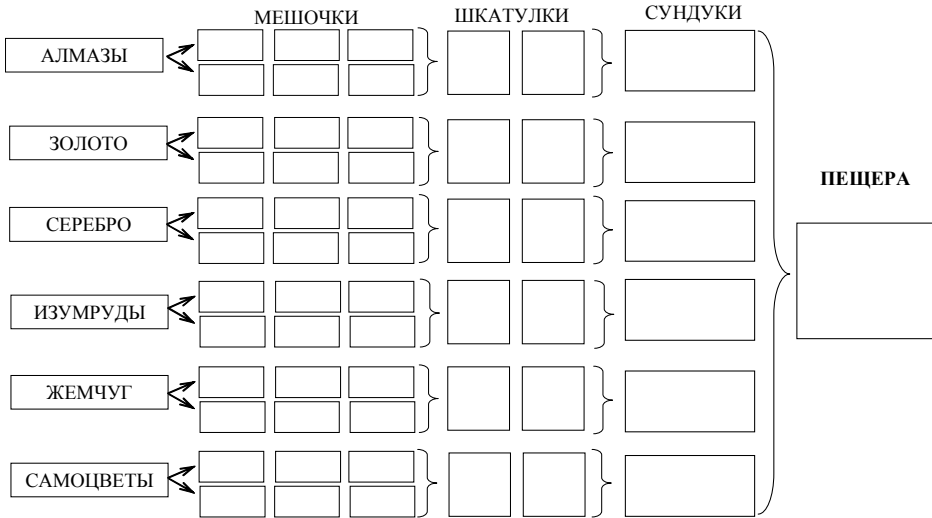 МЕШОЧКИ
ШКАТУЛКИ
СУНДУКИ
АЛМАЗЫ
ЗОЛОТО
СЕРЕБРО
ИЗУМРУДЫ
ЖЕМЧУГ
САМОЦВЕТЫ
ПЕЩЕРА